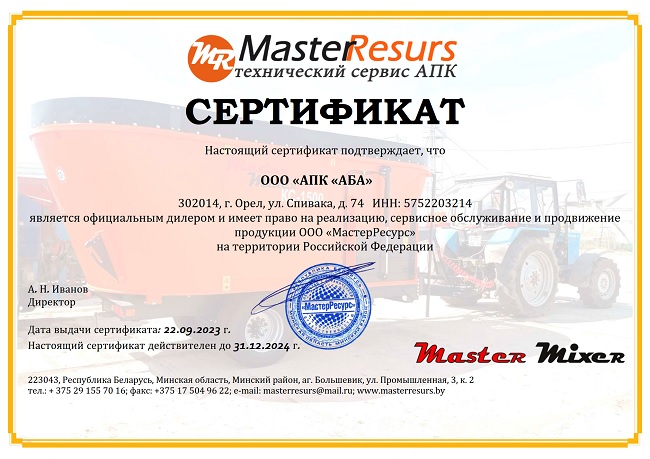 MR MasterResurs
технический сервис АПК
СЕРТИФИКАТ
Настоящий сертификат подтверждает, что
ООО «АПК «АБА»
302014, г. Орел, ул. Спивака, д. 74 ИНН: 5752203214
является официальным дилером и имеет право на реализацию, сервисное обслуживание и продвижение
продукции ООО «МастерРесурс»
на территории Российской Федерации
А. Н. Иванов
Директор
«МастерРесурс»
Дата выдачи сертификата: 22.09.2023 г.
Настоящий сертификат действителен до 31.12.2024 г.
Master Mixer
223043, Республика Беларусь, Минская область, Минский район, аг. Большевик, ул. Промышленная, 3, к. 2
тел.: + 375 29 155 70 16; факс: +375 17 504 96 22; e-mail: masterresurs@mail.ru; www.masterresurs.by